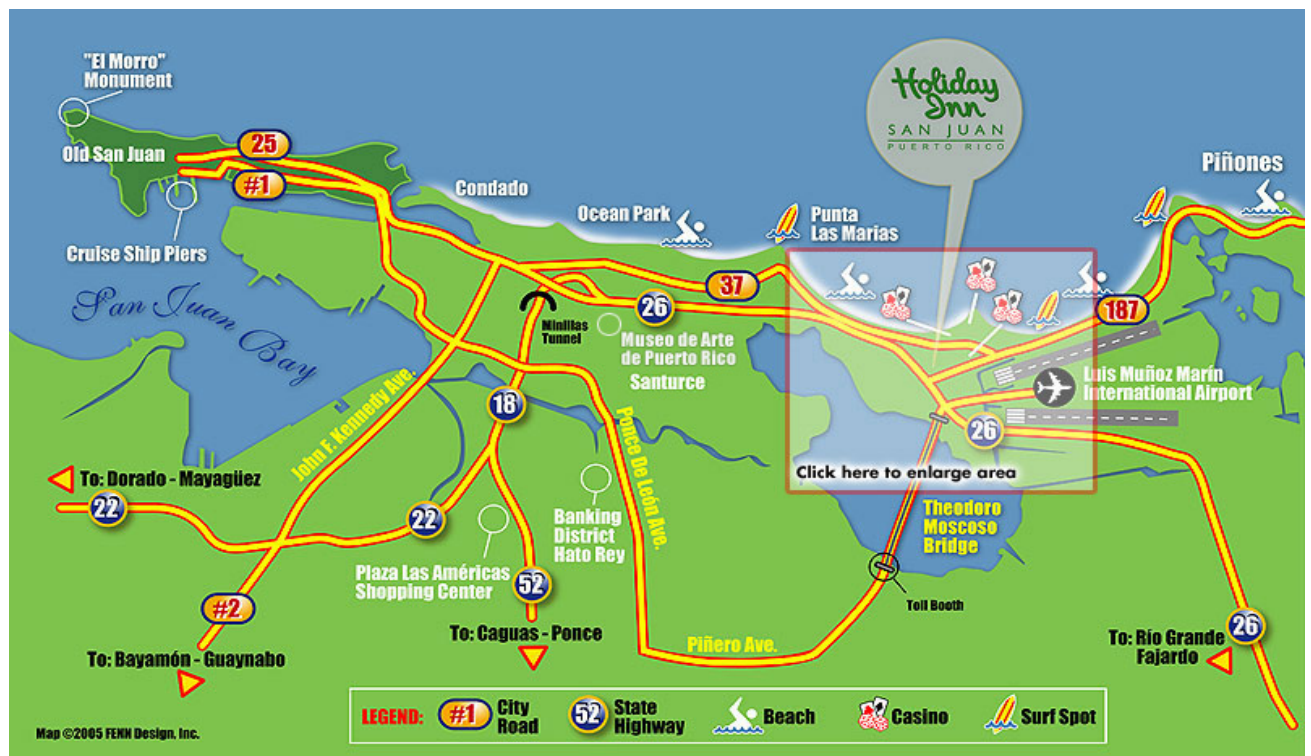 "El Morro"
Monument
Old San Juan
25
#1
Cruise Ship Piers
San Juan Bay
Condado
Ocean Park
Punta
Las Marias
Holiday
Inn
SAN JUAN
PUERTO RICO
Piñones
37
26
187
Minillas
Tunnel
Museo de Arte
de Puerto Rico
Santurce
Luis Muñoz Marín
International Airport
26
Click here to enlarge area
18
John F. Kennedy Ave.
Ponce De León Ave.
To: Dorado - Mayagüez
22
22
Banking
District
Hato Rey
Theodoro
Moscoso
Bridge
Plaza Las Américas
Shopping Center
52
Toll Booth
#2
To: Caguas - Ponce
Piñero Ave.
26
To: Río Grande
Fajardo
To: Bayamón - Guaynabo
LEGEND:
#1
City
Road
52
State
Highway
Beach
Casino
Surf Spot
Map ©2005 FENN Design, Inc.